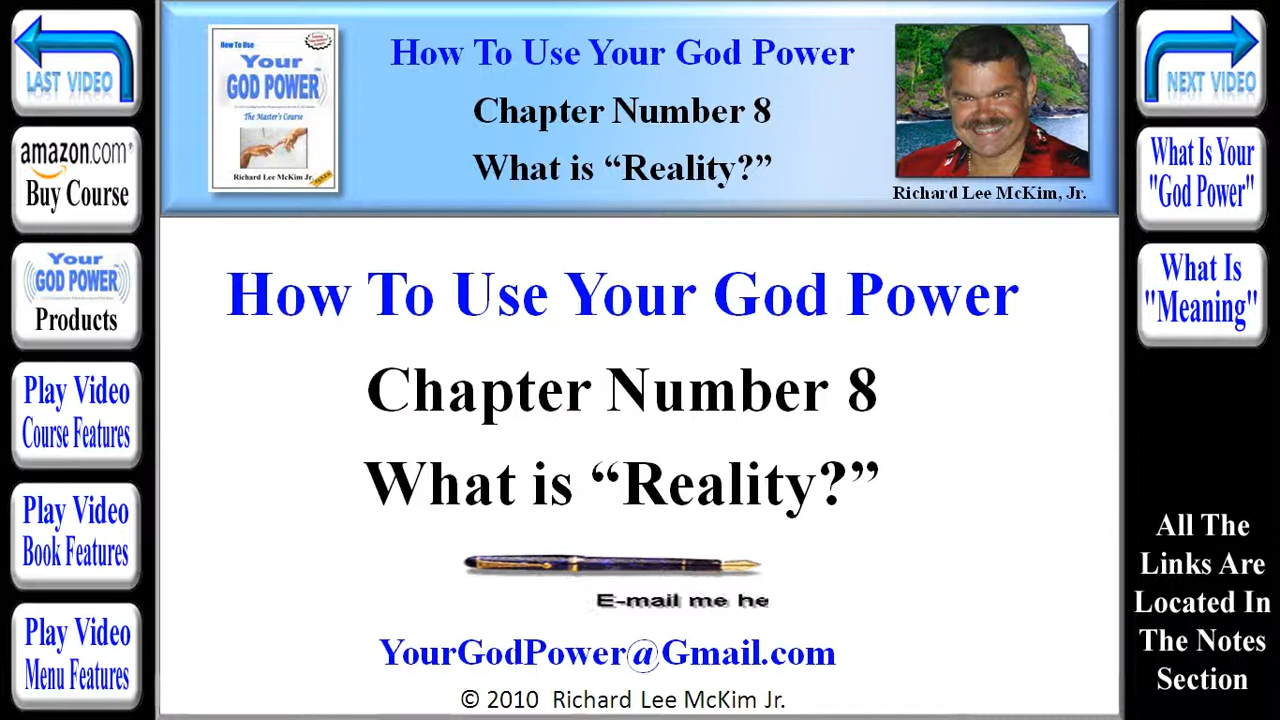 LAST VIDEO
amazon.com
Buy Course
Your
GOD POWER
Products
Play Video
Course Features
Play Video
Book Features
Play Video
Menu Features
How To Use
Your
GOD POWER
The Master's Course
Richard Lee McKim Jr.
How To Use Your God Power
Chapter Number 8
What is “Reality?”
Richard Lee McKim, Jr.
How To Use Your God Power
Chapter Number 8
What is “Reality?”
E-mail me he
YourGodPower@Gmail.com
© 2010 Richard Lee McKim Jr.
NEXT VIDEO
What Is Your
"God Power"
What Is
"Meaning"
All The
Links Are
Located In
The Notes
Section